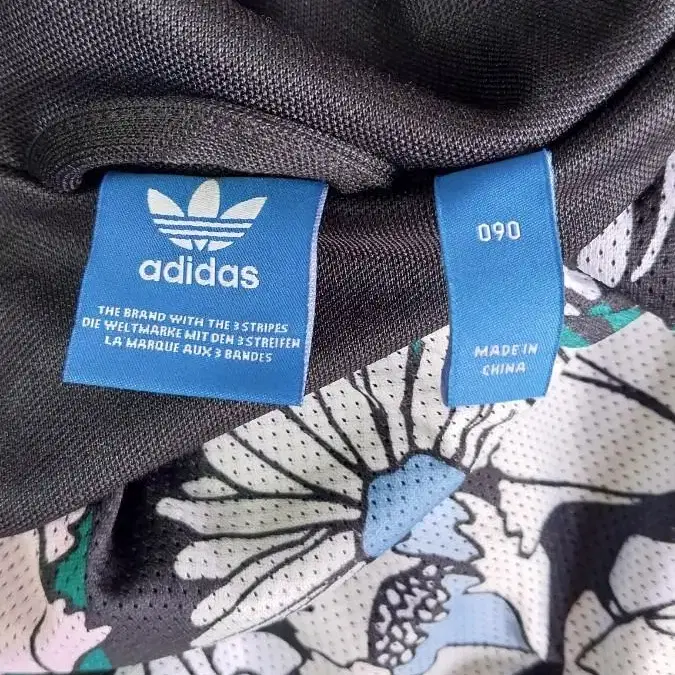 adidas
THE BRAND WITH THE 3 STRIPES
DIE WELTMARKE MIT DEN 3 STREIFEN
LA MARQUE AUX 3 BANDES
090
MADE IN
CHINA